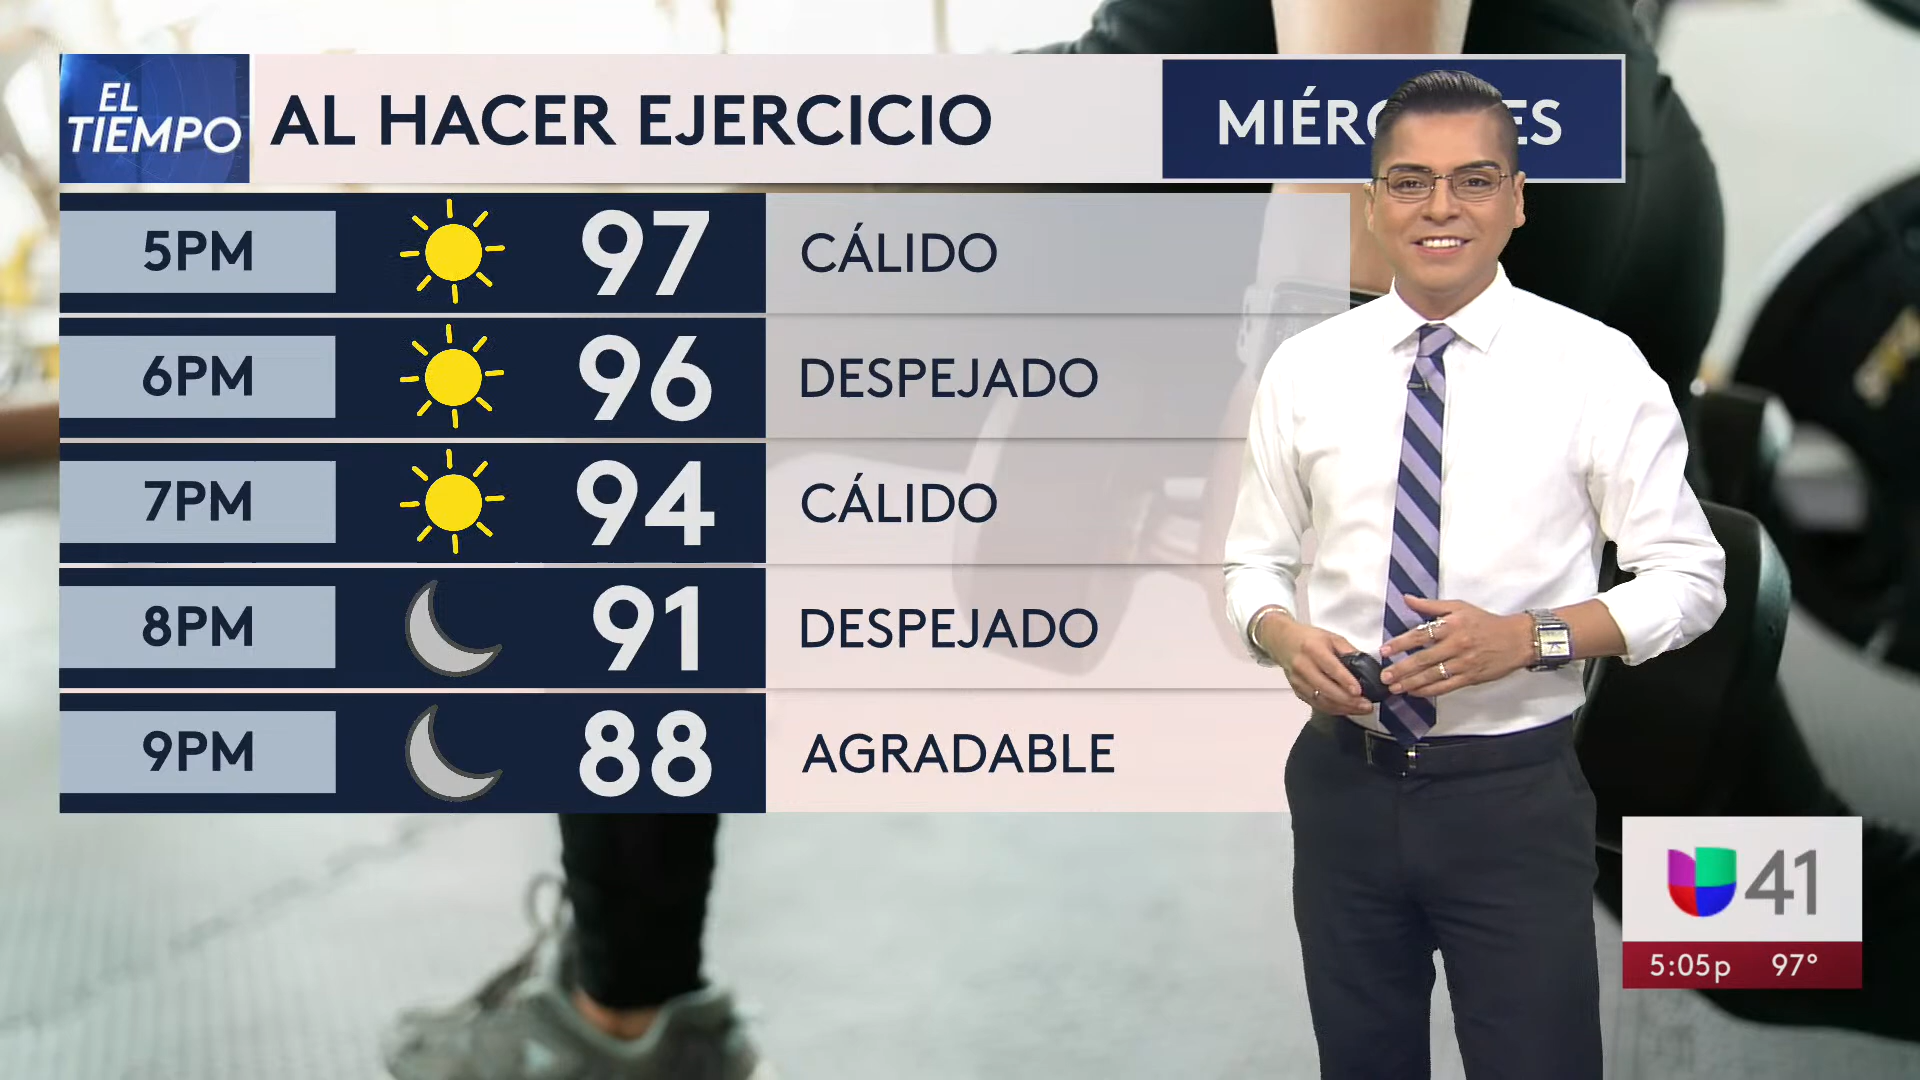 EL
TIEMPO
AL HACER EJERCICIO
5PM 97 CÁLIDO
6PM 96 DESPEJADO
7PM 94 CÁLIDO
8PM 91 DESPEJADO
9PM 88 AGRADABLE
41
5:05p 97°